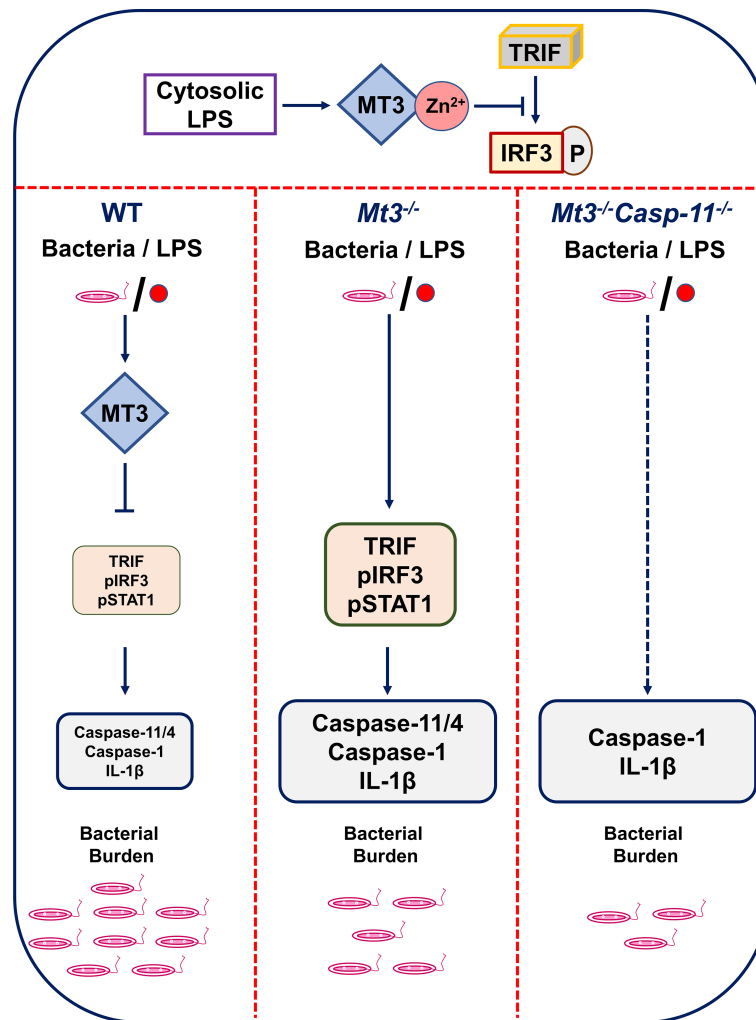 TRIF
Cytosolic
LPS
MT3
Zn²⁺
IRF3
P
WT
Bacteria / LPS
/
MT3
TRIF
pIRF3
pSTAT1
Caspase-11/4
Caspase-1
IL-1β
Bacterial
Burden
Mt3⁻/⁻
Bacteria / LPS
/
TRIF
pIRF3
pSTAT1
Caspase-11/4
Caspase-1
IL-1β
Bacterial
Burden
Mt3⁻/⁻Casp-11⁻/⁻
Bacteria / LPS
/
Caspase-1
IL-1β
Bacterial
Burden